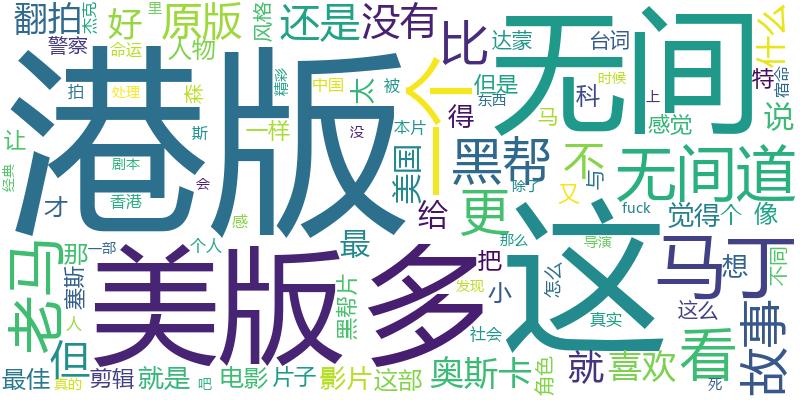 翻拍
杰克
里
好
原版
风格
还是
没有
比
无间
达蒙
台词
什么
警察
命运
人物
拍
处理
森
精彩
中国
太
被
个
但是
东西
科
时候
特
宿命
上
港版
让
斯
一样
没
本片
得
马
感觉
说
经典
剧本
会
美国
黑帮
不
无间道
才
香港
感
给
更
除了
又
与
fuck
觉得
个
像
老马
那
一部
个人
最
那么
导演
这
马丁
想
不同
塞斯
美版
多
黑帮片
把
发现
小
怎么
真实
这么
故事
人
但
社会
看
最佳
真的
剪辑
就是
吧
电影
片子
影片
这部
奥斯卡
角色
就
喜欢
死